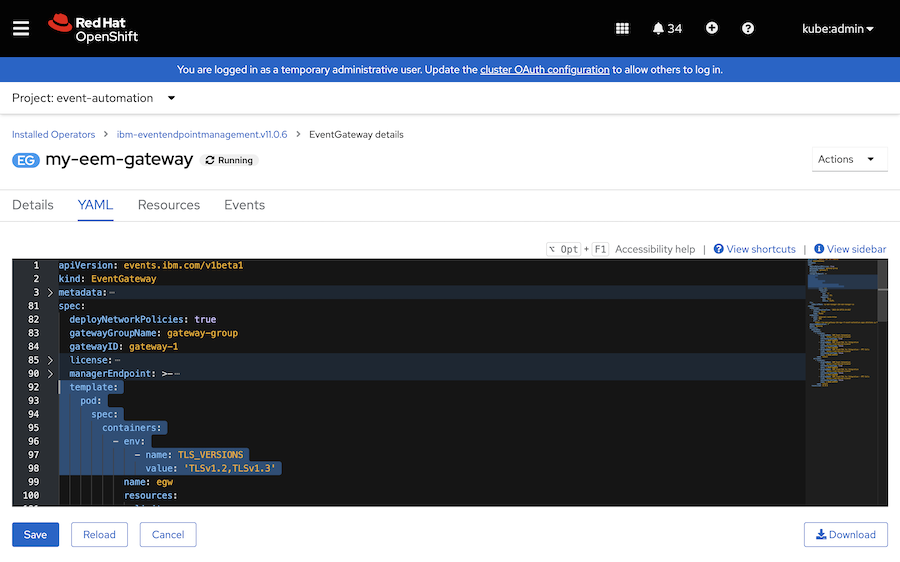 Red Hat
OpenShift
34
kube:admin
You are logged in as a temporary administrative user. Update the cluster OAuth configuration to allow others to log in.
Project: event-automation
Installed Operators > ibm-eventendpointmanagement.v11.0.6 > EventGateway details
EG my-eem-gateway Running
Actions
Details YAML Resources Events
⌥ Opt + F1 Accessibility help | View shortcuts | View sidebar
1 apiVersion: events.ibm.com/v1beta1
2 kind: EventGateway
3 > metadata:⋯
81 spec:
82 deployNetworkPolicies: true
83 gatewayGroupName: gateway-group
84 gatewayID: gateway-1
85 > license:⋯
90 > managerEndpoint: >-⋯
92 template:
93 pod:
94 spec:
95 containers:
96 - env:
97 - name: TLS_VERSIONS
98 value: 'TLSv1.2,TLSv1.3'
99 name: egw
100 resources:
Save Reload Cancel Download